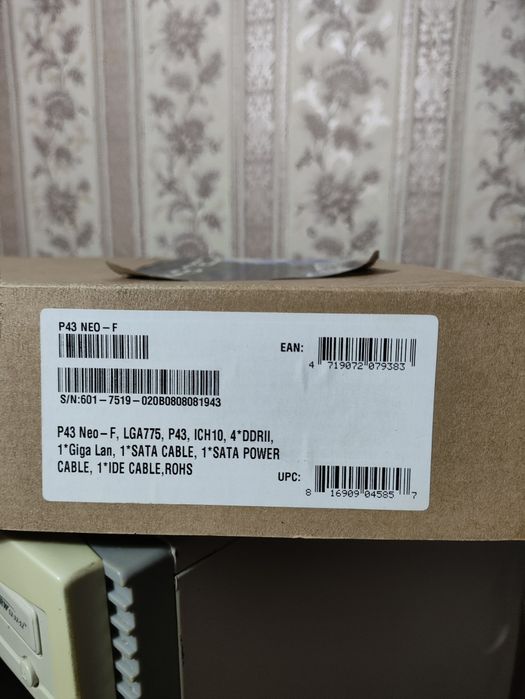 P43 NEO-F
EAN:
4 719072 079383
S/N:601-7519-020B0808081943
P43 Neo-F, LGA775, P43, ICH10, 4*DDRII,
1*Giga Lan, 1*SATA CABLE, 1*SATA POWER
CABLE, 1*IDE CABLE,ROHS
UPC:
8 16909 04585 7